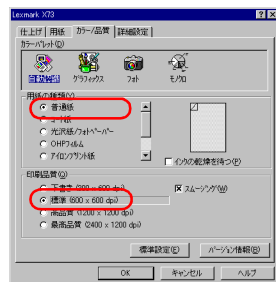 Lexmark X73
仕上げ 用紙 カラー/品質 詳細設定
カラーパレット(O)
グラフィックス フォト モノクロ
用紙の種類(Y)
普通紙
コート紙
光沢紙/フォトペーパー
OHPフィルム
アイロンプリント紙
インクの乾燥を待つ(P)
印刷品質(Q)
下書き (300 x 600 dpi)
スムージング(W)
標準 (600 x 600 dpi)
高品質 (1200 x 1200 dpi)
最高品質 (2400 x 1200 dpi)
標準設定(E) バージョン情報(B)
OK キャンセル ヘルプ